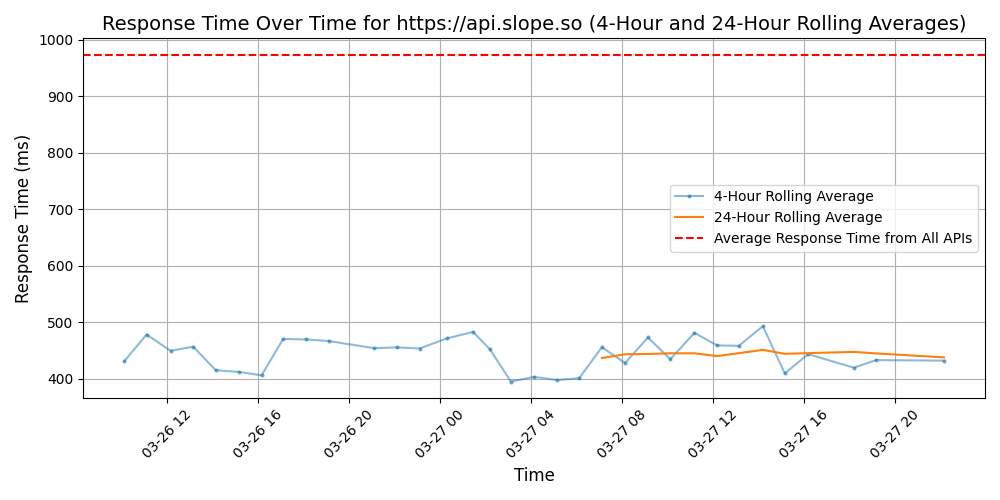 Response Time Over Time for https://api.slope.so (4-Hour and 24-Hour Rolling Averages)
Response Time (ms)
1000
900
800
700
600
500
400
4-Hour Rolling Average
24-Hour Rolling Average
Average Response Time from All APIs
03-26 12
03-26 16
03-26 20
03-27 00
03-27 04
03-27 08
03-27 12
03-27 16
03-27 20
Time